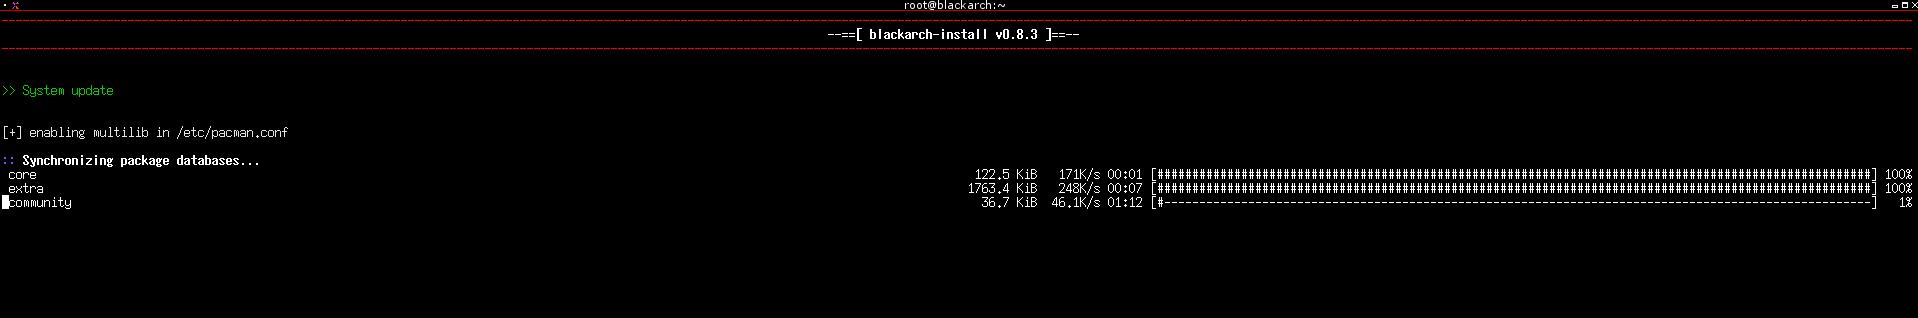 root@blackarch:~
--==[ blackarch-install v0.8.3 ]==--
>> System update
[+] enabling multilib in /etc/pacman.conf
:: Synchronizing package databases...
core 122.5 KiB 171K/s 00:01 [#####################################################################################################] 100%
extra 1763.4 KiB 248K/s 00:07 [#####################################################################################################] 100%
community 36.7 KiB 46.1K/s 01:12 [#----------------------------------------------------------------------------------------------------] 1%